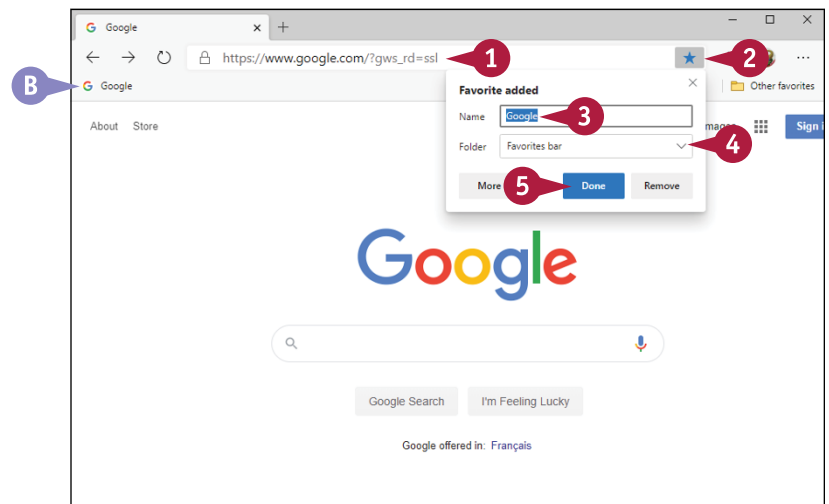 Google
https://www.google.com/?gws_rd=ssl
1
2
B
Google
Other favorites
Favorite added
Name Google
3
Folder Favorites bar
4
More
5
Done
Remove
About Store
Google
Google Search
I'm Feeling Lucky
Google offered in: Français